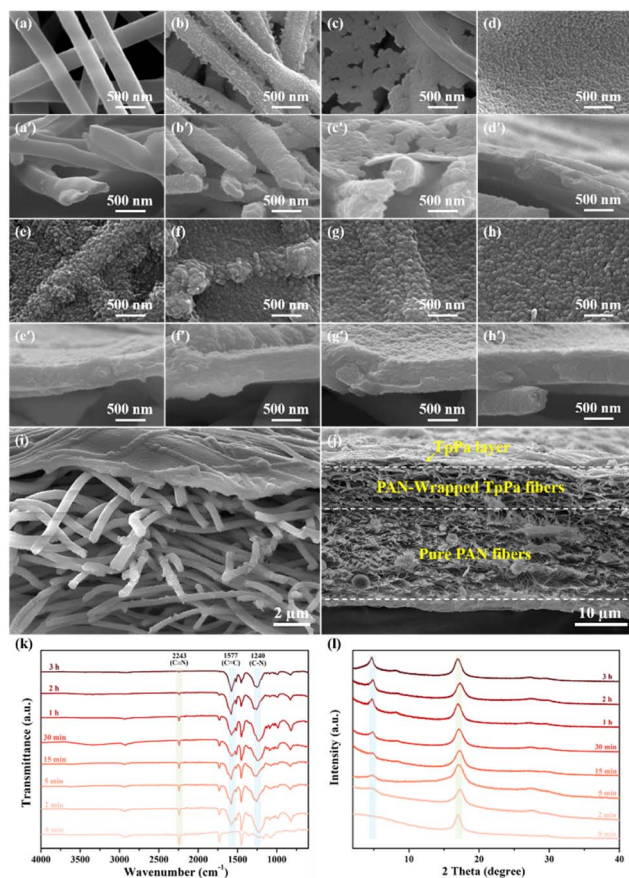 (a) (b) (c) (d)
500 nm 500 nm 500 nm 500 nm
(a′) (b′) (c′) (d′)
500 nm 500 nm 500 nm 500 nm
(e) (f) (g) (h)
500 nm 500 nm 500 nm 500 nm
(e′) (f′) (g′) (h′)
500 nm 500 nm 500 nm 500 nm
(i) (j)
TpPa layer
PAN-Wrapped TpPa fibers
Pure PAN fibers
2 μm 10 μm
(k)
2243 1577 1240
(C≡N) (C=C) (C-N)
3 h
2 h
1 h
30 min
15 min
5 min
2 min
0 min
Transmittance (a.u.)
4000 3500 3000 2500 2000 1500 1000
Wavenumber (cm⁻¹)
(l)
3 h
2 h
1 h
30 min
15 min
5 min
2 min
0 min
Intensity (a.u.)
10 20 30 40
2 Theta (degree)